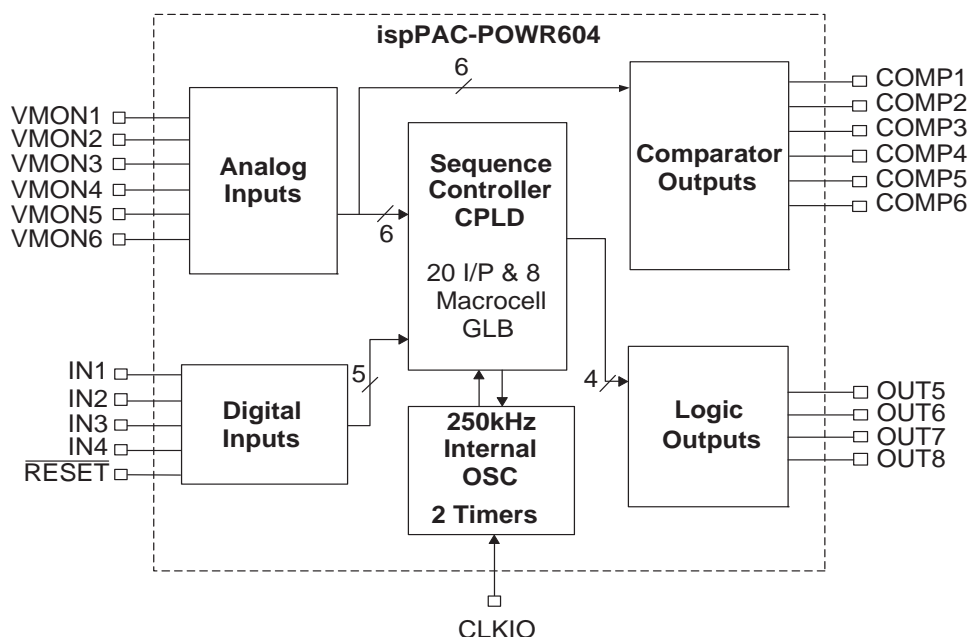 ispPAC-POWR604
6
VMON1
VMON2
VMON3
VMON4
VMON5
VMON6
Analog
Inputs
6
Sequence
Controller
CPLD
20 I/P & 8
Macrocell
GLB
Comparator
Outputs
COMP1
COMP2
COMP3
COMP4
COMP5
COMP6
IN1
IN2
IN3
IN4
RESET
Digital
Inputs
5
250kHz
Internal
OSC
2 Timers
4
Logic
Outputs
OUT5
OUT6
OUT7
OUT8
CLKIO